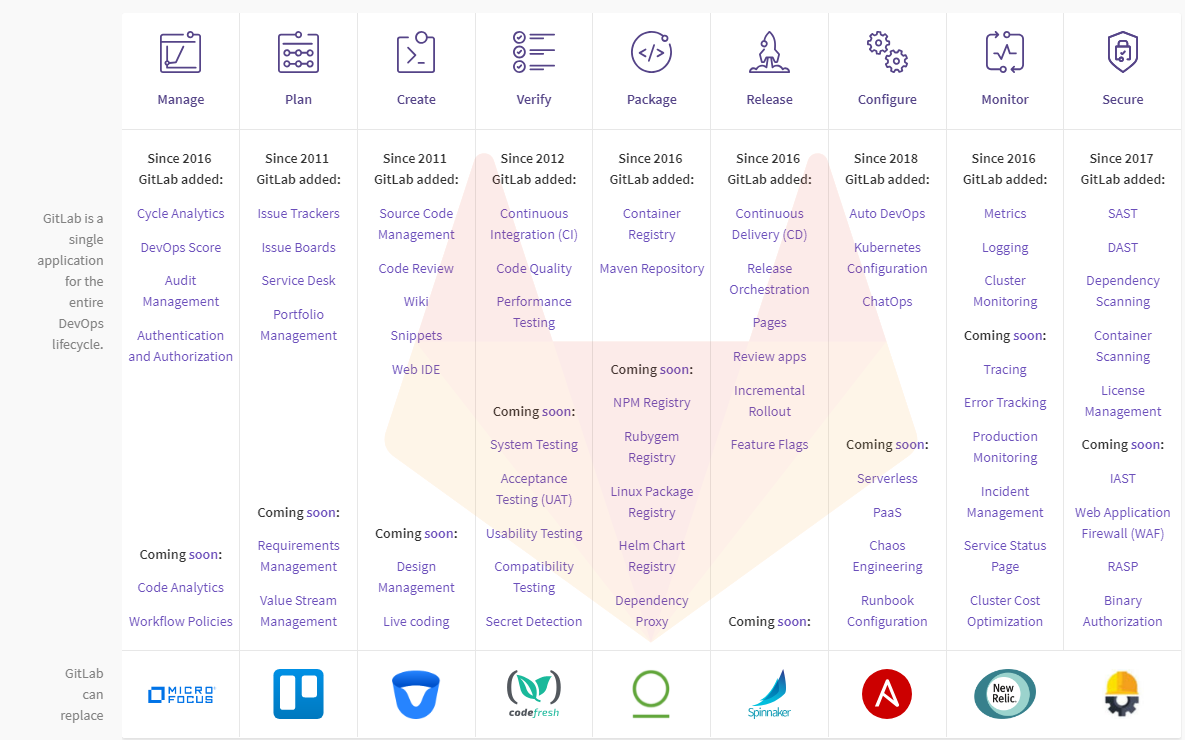 Manage
Plan
Create
Verify
Package
Release
Configure
Monitor
Secure
GitLab is a
single
application
for the
entire
DevOps
lifecycle.
Since 2016
GitLab added:
Cycle Analytics
DevOps Score
Audit
Management
Authentication
and Authorization
Coming soon:
Code Analytics
Workflow Policies
Since 2011
GitLab added:
Issue Trackers
Issue Boards
Service Desk
Portfolio
Management
Coming soon:
Requirements
Management
Value Stream
Management
Since 2011
GitLab added:
Source Code
Management
Code Review
Wiki
Snippets
Web IDE
Coming soon:
Design
Management
Live coding
Since 2012
GitLab added:
Continuous
Integration (CI)
Code Quality
Performance
Testing
Coming soon:
System Testing
Acceptance
Testing (UAT)
Usability Testing
Compatibility
Testing
Secret Detection
Since 2016
GitLab added:
Container
Registry
Maven Repository
Coming soon:
NPM Registry
Rubygem
Registry
Linux Package
Registry
Helm Chart
Registry
Dependency
Proxy
Since 2016
GitLab added:
Continuous
Delivery (CD)
Release
Orchestration
Pages
Review apps
Incremental
Rollout
Feature Flags
Coming soon:
Since 2018
GitLab added:
Auto DevOps
Kubernetes
Configuration
ChatOps
Coming soon:
Serverless
PaaS
Chaos
Engineering
Runbook
Configuration
Since 2016
GitLab added:
Metrics
Logging
Cluster
Monitoring
Coming soon:
Tracing
Error Tracking
Production
Monitoring
Incident
Management
Service Status
Page
Cluster Cost
Optimization
Since 2017
GitLab added:
SAST
DAST
Dependency
Scanning
Container
Scanning
License
Management
Coming soon:
IAST
Web Application
Firewall (WAF)
RASP
Binary
Authorization
GitLab
can
replace
MICRO
FOCUS
codefresh
Spinnaker
New
Relic.